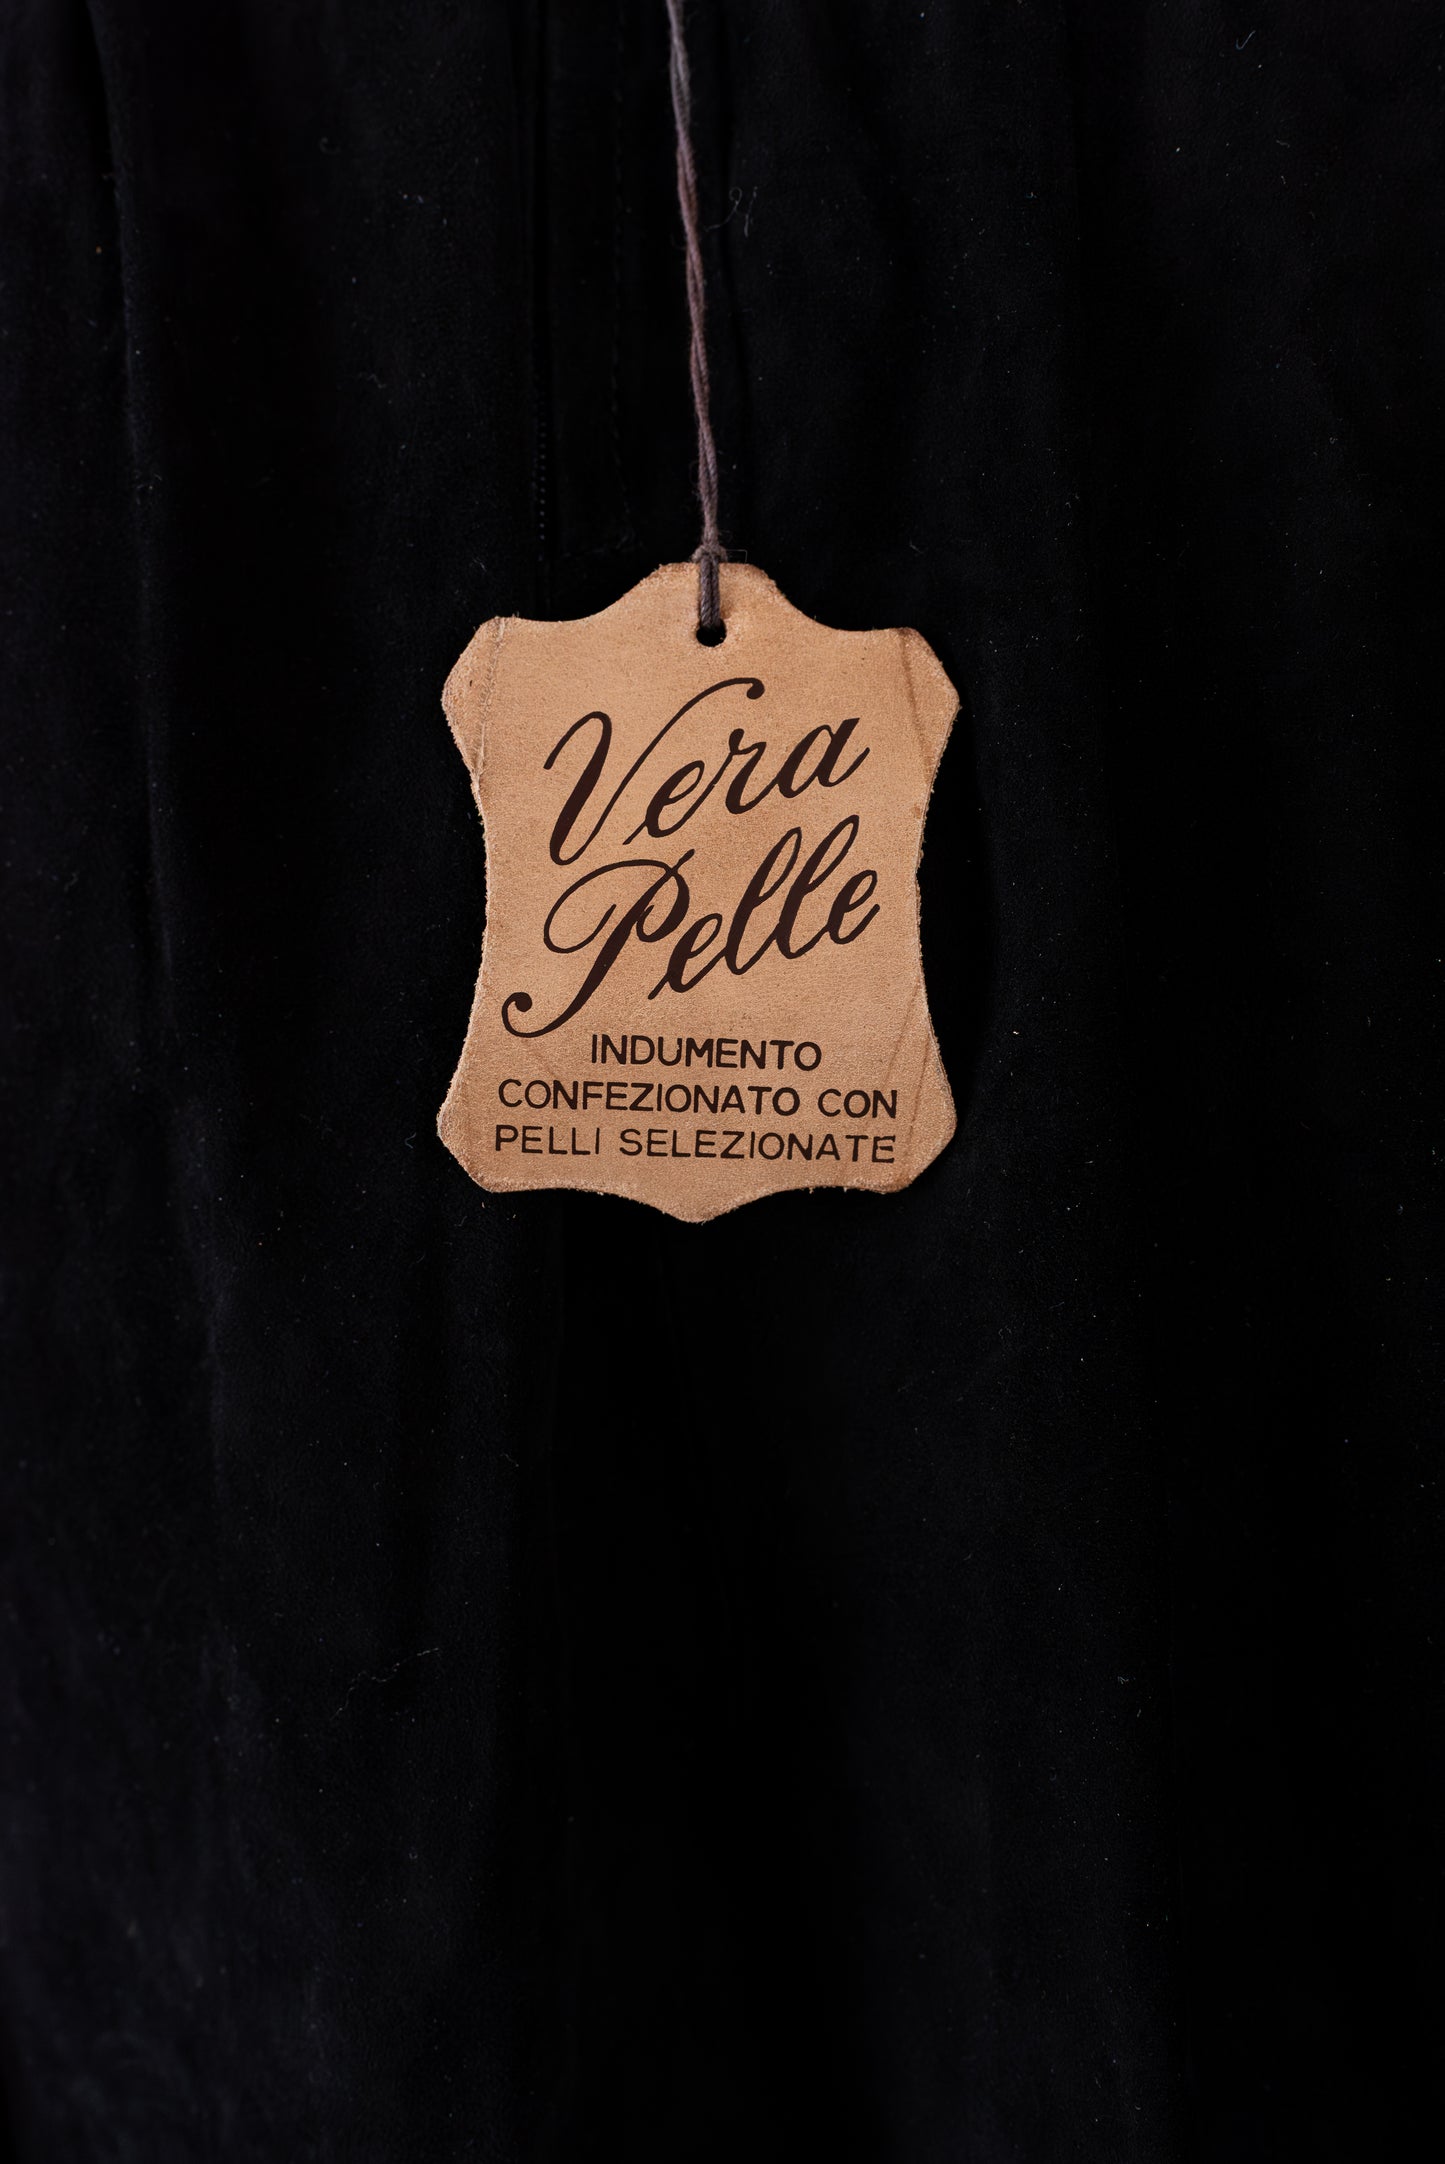 Vera
Pelle
INDUMENTO
CONFEZIONATO CON
PELLI SELEZIONATE